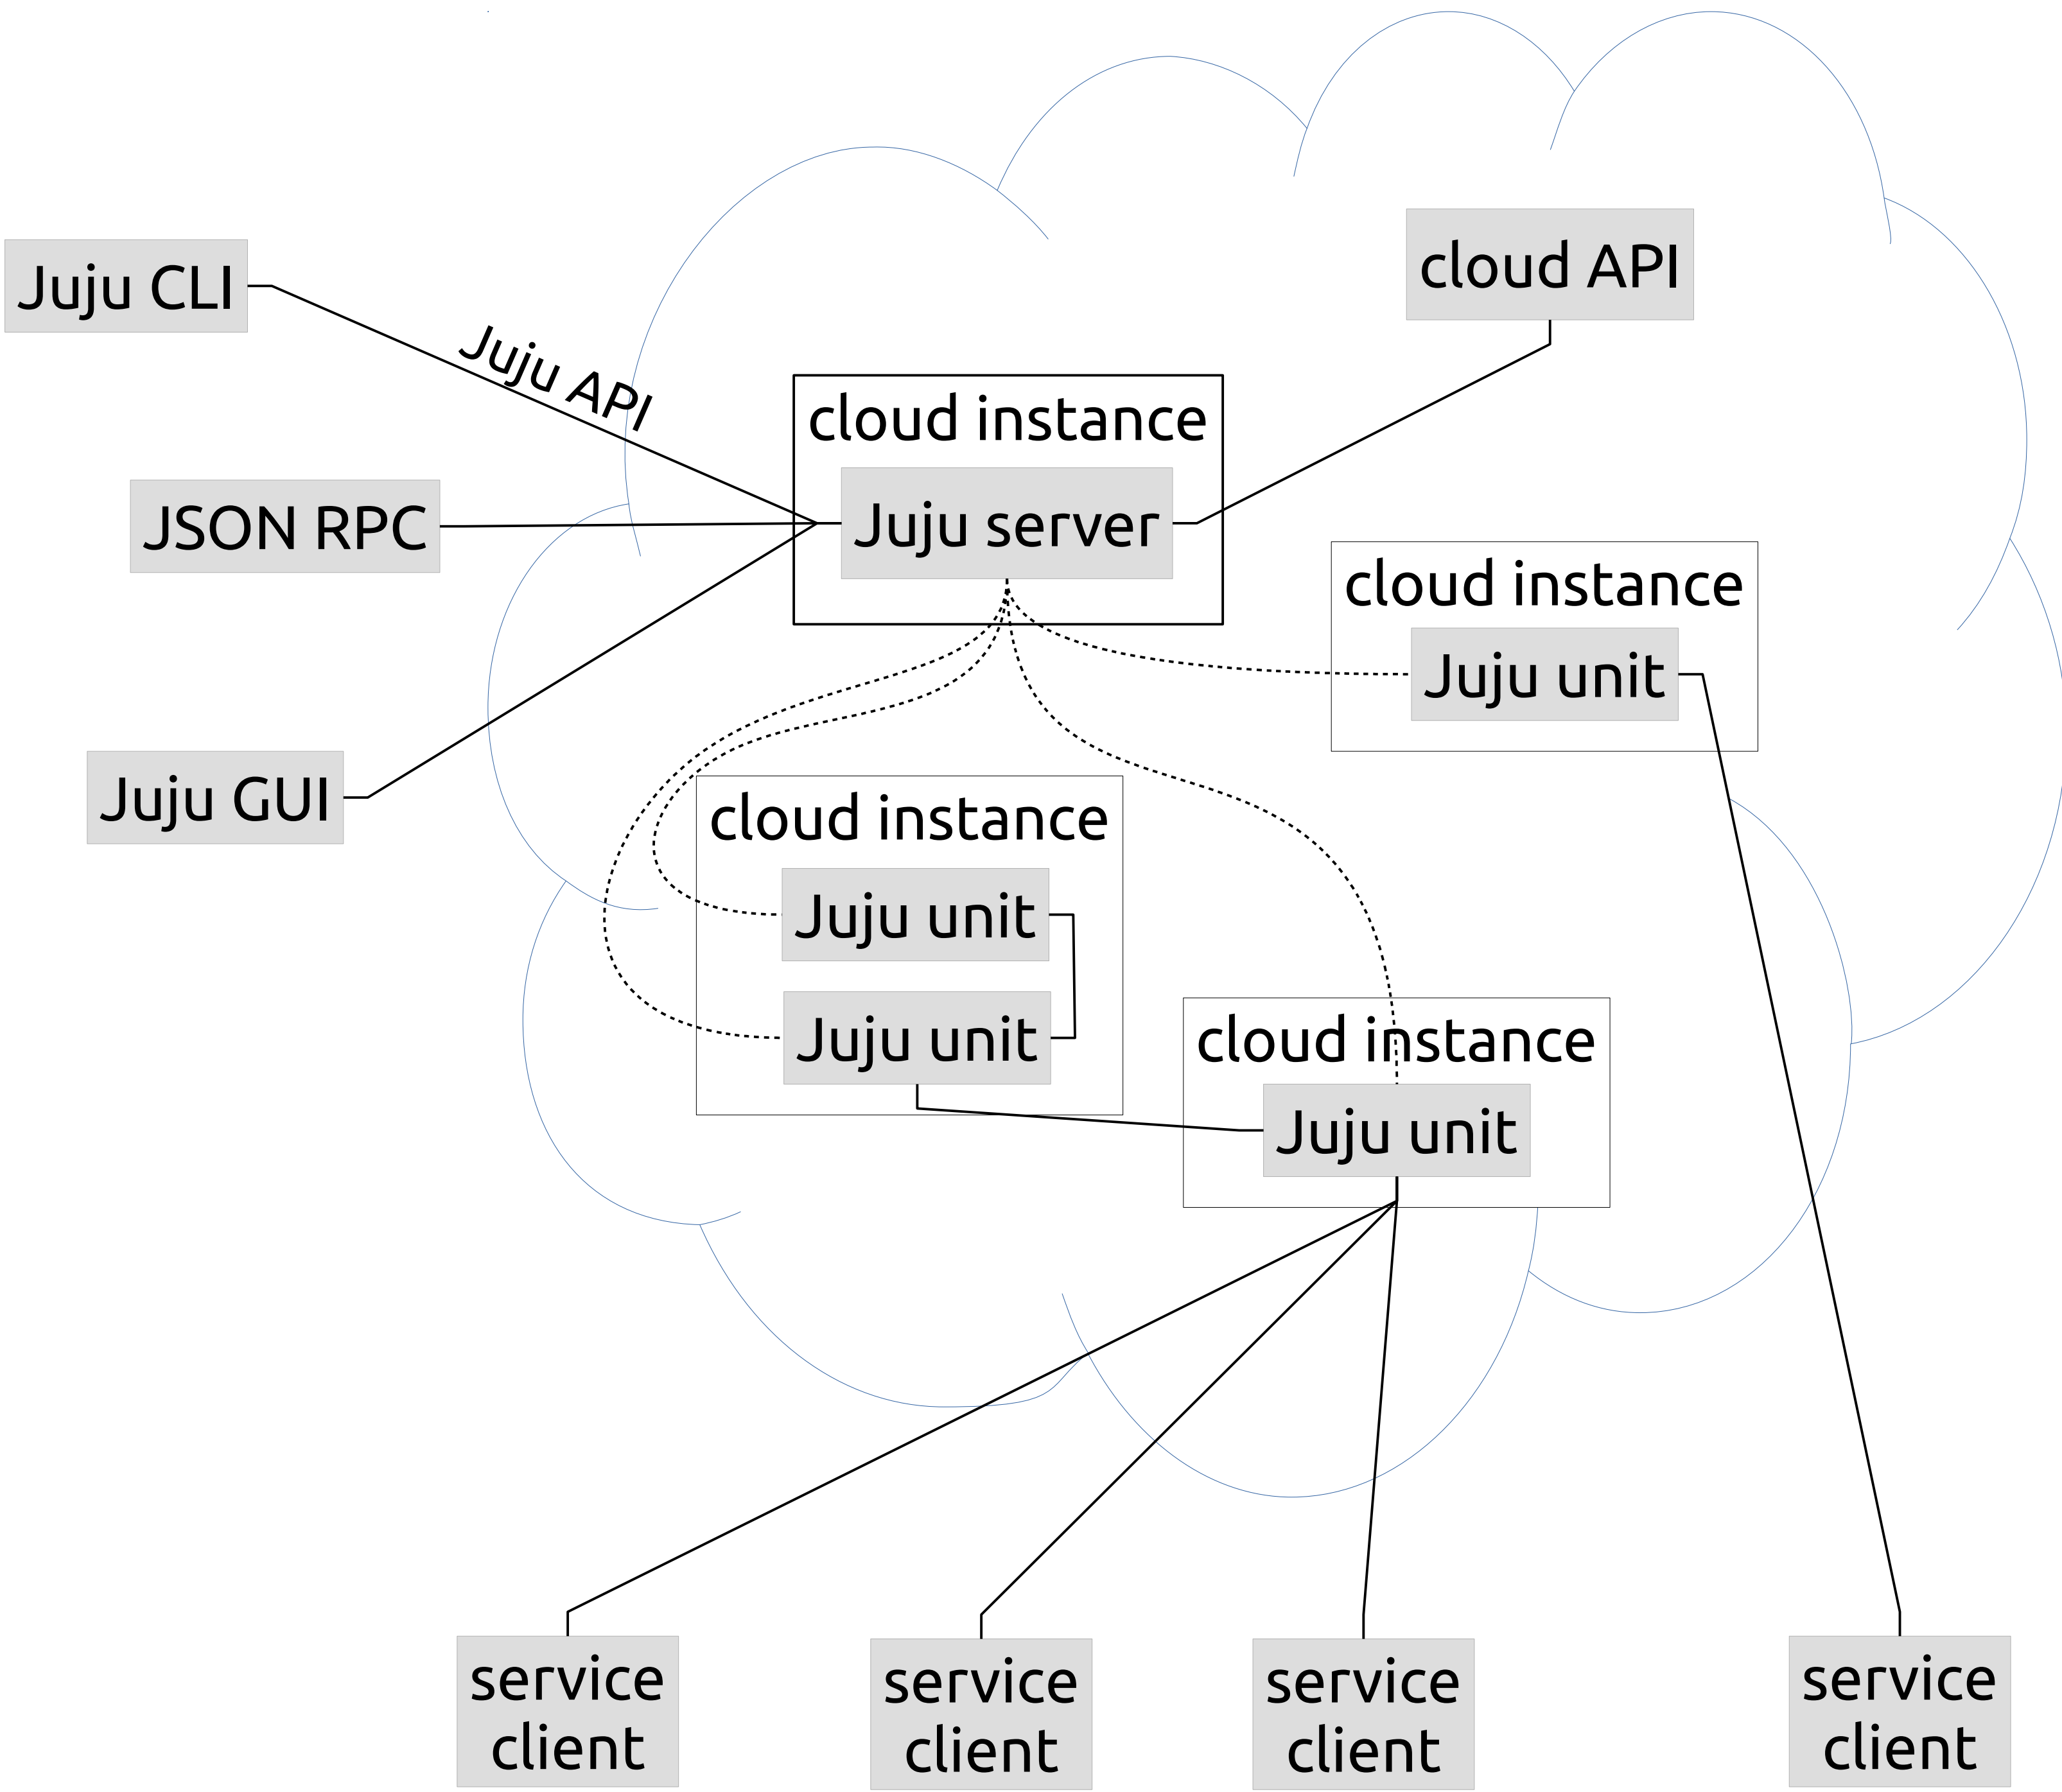 cloud API
Juju CLI
Juju API
cloud instance
Juju server
JSON RPC
cloud instance
Juju unit
Juju GUI
cloud instance
Juju unit
Juju unit
cloud instance
Juju unit
service
client
service
client
service
client
service
client